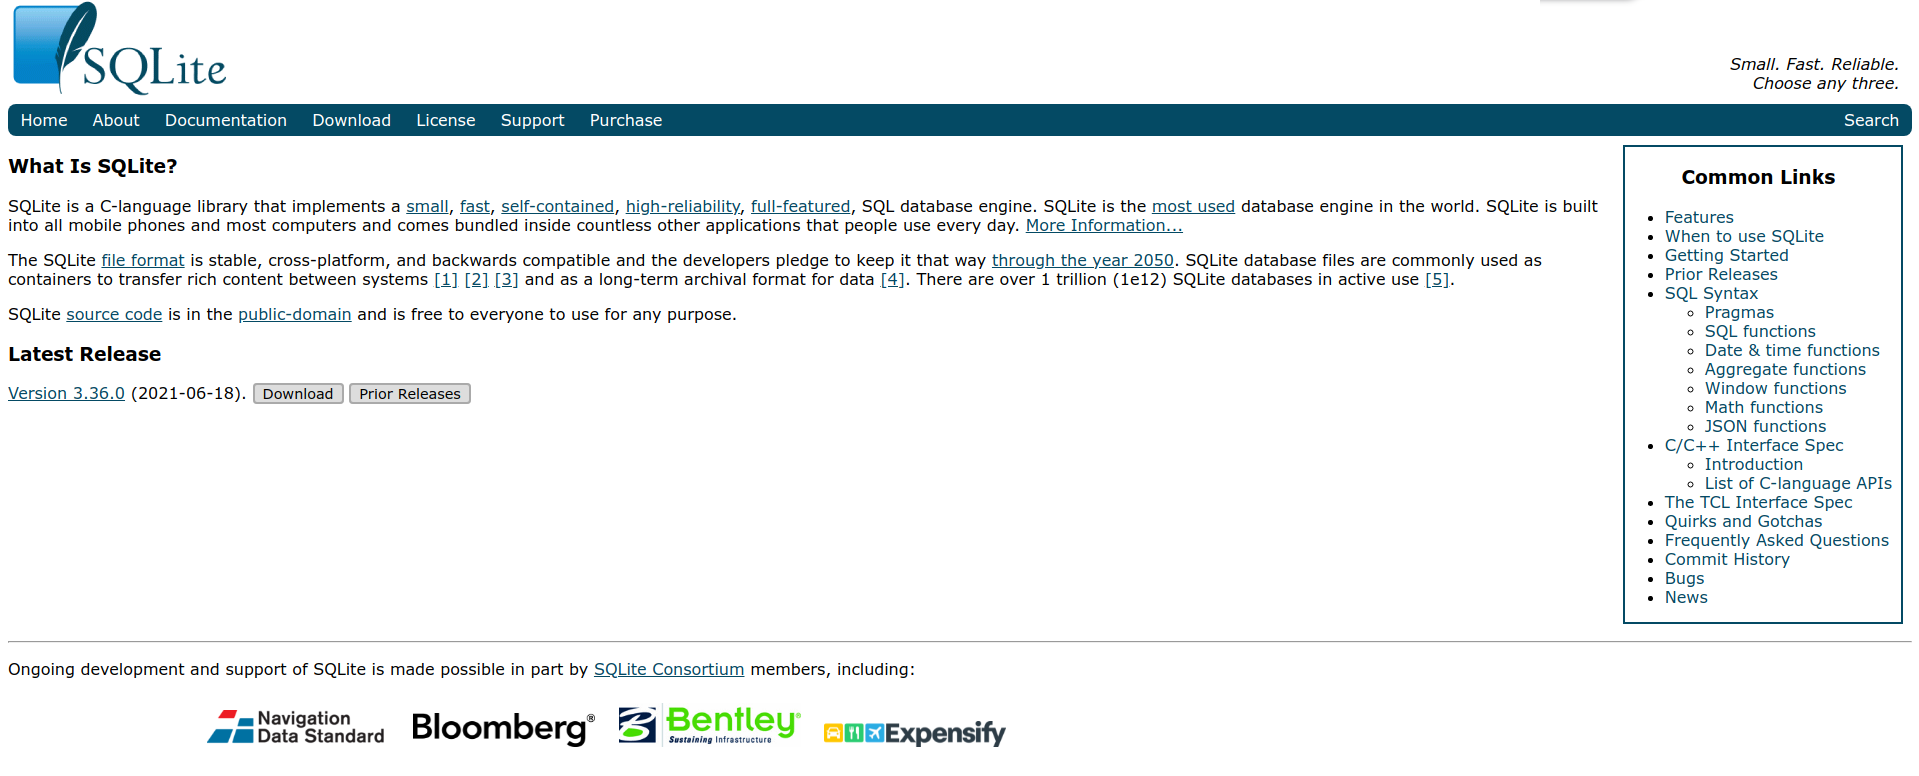 SQLite
Small. Fast. Reliable.
Choose any three.
Home About Documentation Download License Support Purchase Search
What Is SQLite?
SQLite is a C-language library that implements a small, fast, self-contained, high-reliability, full-featured, SQL database engine. SQLite is the most used database engine in the world. SQLite is built
into all mobile phones and most computers and comes bundled inside countless other applications that people use every day. More Information...
The SQLite file format is stable, cross-platform, and backwards compatible and the developers pledge to keep it that way through the year 2050. SQLite database files are commonly used as
containers to transfer rich content between systems [1] [2] [3] and as a long-term archival format for data [4]. There are over 1 trillion (1e12) SQLite databases in active use [5].
SQLite source code is in the public-domain and is free to everyone to use for any purpose.
Latest Release
Version 3.36.0 (2021-06-18). Download Prior Releases
Common Links
• Features
• When to use SQLite
• Getting Started
• Prior Releases
• SQL Syntax
◦ Pragmas
◦ SQL functions
◦ Date & time functions
◦ Aggregate functions
◦ Window functions
◦ Math functions
◦ JSON functions
• C/C++ Interface Spec
◦ Introduction
◦ List of C-language APIs
• The TCL Interface Spec
• Quirks and Gotchas
• Frequently Asked Questions
• Commit History
• Bugs
• News
Ongoing development and support of SQLite is made possible in part by SQLite Consortium members, including:
Navigation
Data Standard
Bloomberg®
Bentley®
Sustaining Infrastructure
Expensify